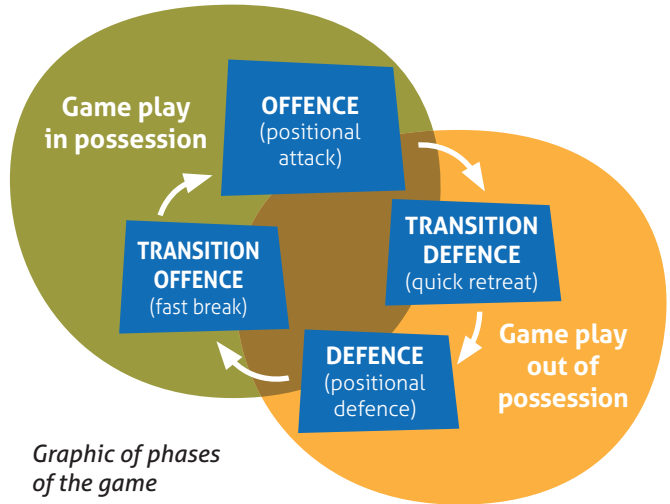 Game play
in possession
OFFENCE
(positional
attack)
TRANSITION
DEFENCE
(quick retreat)
TRANSITION
OFFENCE
(fast break)
DEFENCE
(positional
defence)
Game play
out of
possession
Graphic of phases
of the game